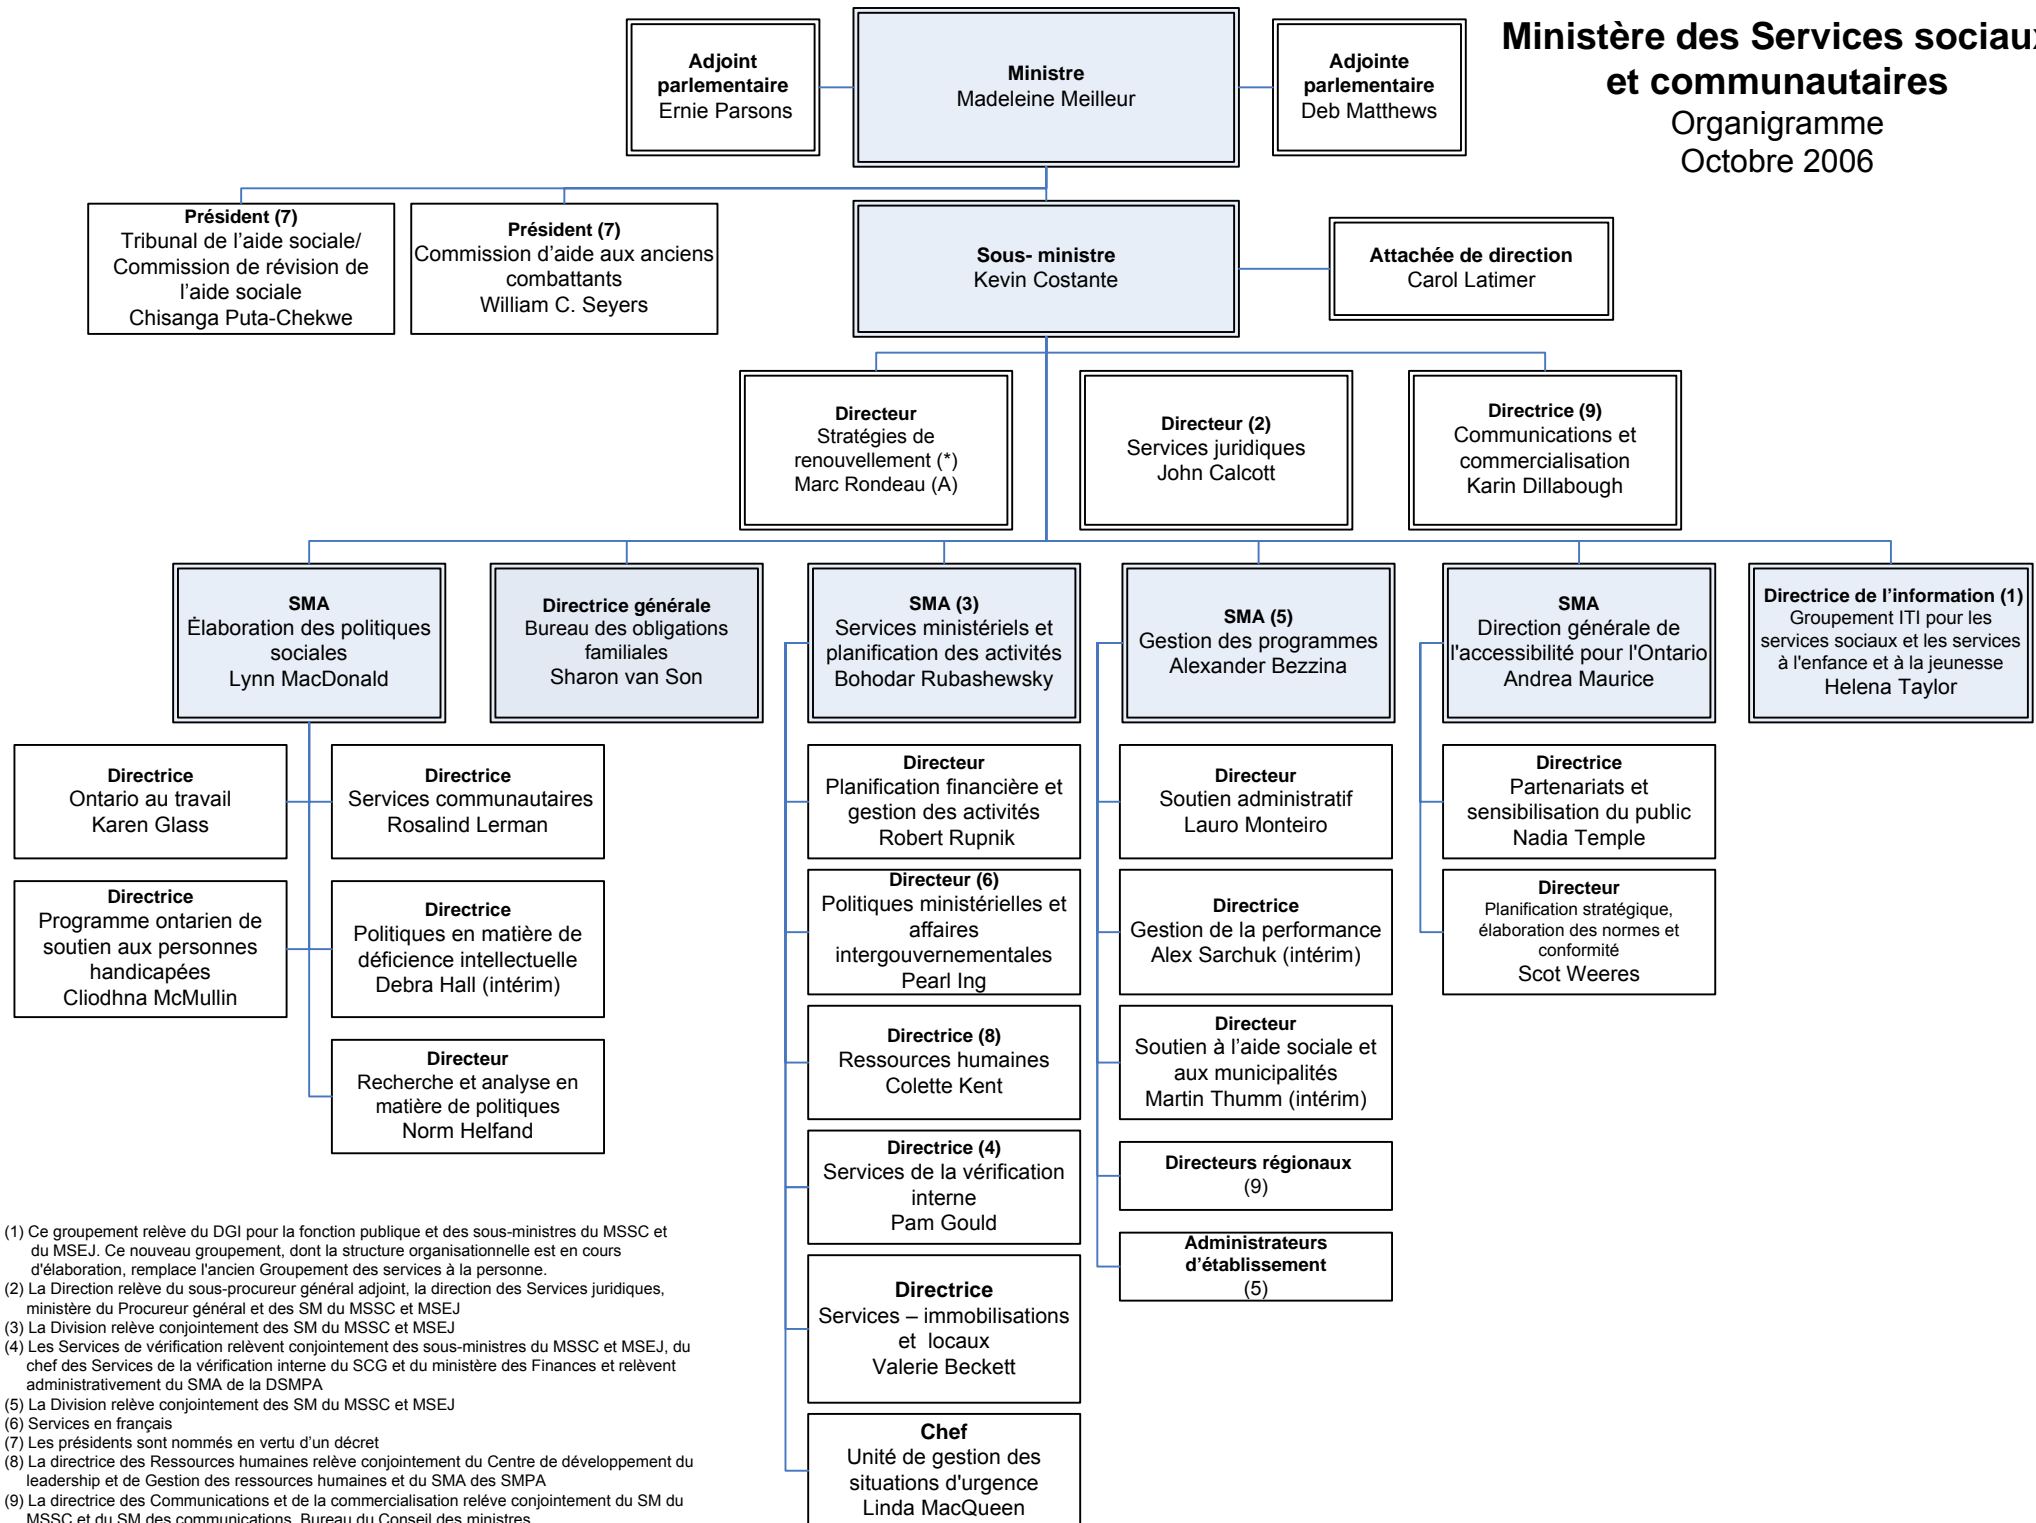 Ministère des Services sociaux
et communautaires
Organigramme
Octobre 2006
Adjoint
parlementaire
Ernie Parsons
Ministre
Madeleine Meilleur
Adjointe
parlementaire
Deb Matthews
Président (7)
Tribunal de l’aide sociale/
Commission de révision de
l’aide sociale
Chisanga Puta-Chekwe
Président (7)
Commission d’aide aux anciens
combattants
William C. Seyers
Sous- ministre
Kevin Costante
Attachée de direction
Carol Latimer
Directeur
Stratégies de
renouvellement (*)
Marc Rondeau (A)
Directeur (2)
Services juridiques
John Calcott
Directrice (9)
Communications et
commercialisation
Karin Dillabough
SMA
Élaboration des politiques
sociales
Lynn MacDonald
Directrice générale
Bureau des obligations
familiales
Sharon van Son
SMA (3)
Services ministériels et
planification des activités
Bohodar Rubashewsky
SMA (5)
Gestion des programmes
Alexander Bezzina
SMA
Direction générale de
l'accessibilité pour l'Ontario
Andrea Maurice
Directrice de l’information (1)
Groupement ITI pour les
services sociaux et les services
à l'enfance et à la jeunesse
Helena Taylor
Directrice
Ontario au travail
Karen Glass
Directrice
Services communautaires
Rosalind Lerman
Directrice
Programme ontarien de
soutien aux personnes
handicapées
Cliodhna McMullin
Directrice
Politiques en matière de
déficience intellectuelle
Debra Hall (intérim)
Directeur
Recherche et analyse en
matière de politiques
Norm Helfand
Directeur
Planification financière et
gestion des activités
Robert Rupnik
Directeur (6)
Politiques ministérielles et
affaires
intergouvernementales
Pearl Ing
Directrice (8)
Ressources humaines
Colette Kent
Directrice (4)
Services de la vérification
interne
Pam Gould
Directrice
Services – immobilisations
et locaux
Valerie Beckett
Chef
Unité de gestion des
situations d'urgence
Linda MacQueen
Directeur
Soutien administratif
Lauro Monteiro
Directrice
Gestion de la performance
Alex Sarchuk (intérim)
Directeur
Soutien à l’aide sociale et
aux municipalités
Martin Thumm (intérim)
Directeurs régionaux
(9)
Administrateurs
d’établissement
(5)
Directrice
Partenariats et
sensibilisation du public
Nadia Temple
Directeur
Planification stratégique,
élaboration des normes et
conformité
Scot Weeres
(1) Ce groupement relève du DGI pour la fonction publique et des sous-ministres du MSSC et
du MSEJ. Ce nouveau groupement, dont la structure organisationnelle est en cours
d'élaboration, remplace l'ancien Groupement des services à la personne.
(2) La Direction relève du sous-procureur général adjoint, la direction des Services juridiques,
ministère du Procureur général et des SM du MSSC et MSEJ
(3) La Division relève conjointement des SM du MSSC et MSEJ
(4) Les Services de vérification relèvent conjointement des sous-ministres du MSSC et MSEJ, du
chef des Services de la vérification interne du SCG et du ministère des Finances et relèvent
administrativement du SMA de la DSMPA
(5) La Division relève conjointement des SM du MSSC et MSEJ
(6) Services en français
(7) Les présidents sont nommés en vertu d’un décret
(8) La directrice des Ressources humaines relève conjointement du Centre de développement du
leadership et de Gestion des ressources humaines et du SMA des SMPA
(9) La directrice des Communications et de la commercialisation reléve conjointement du SM du
MSSC et du SM des communications, Bureau du Conseil des ministres